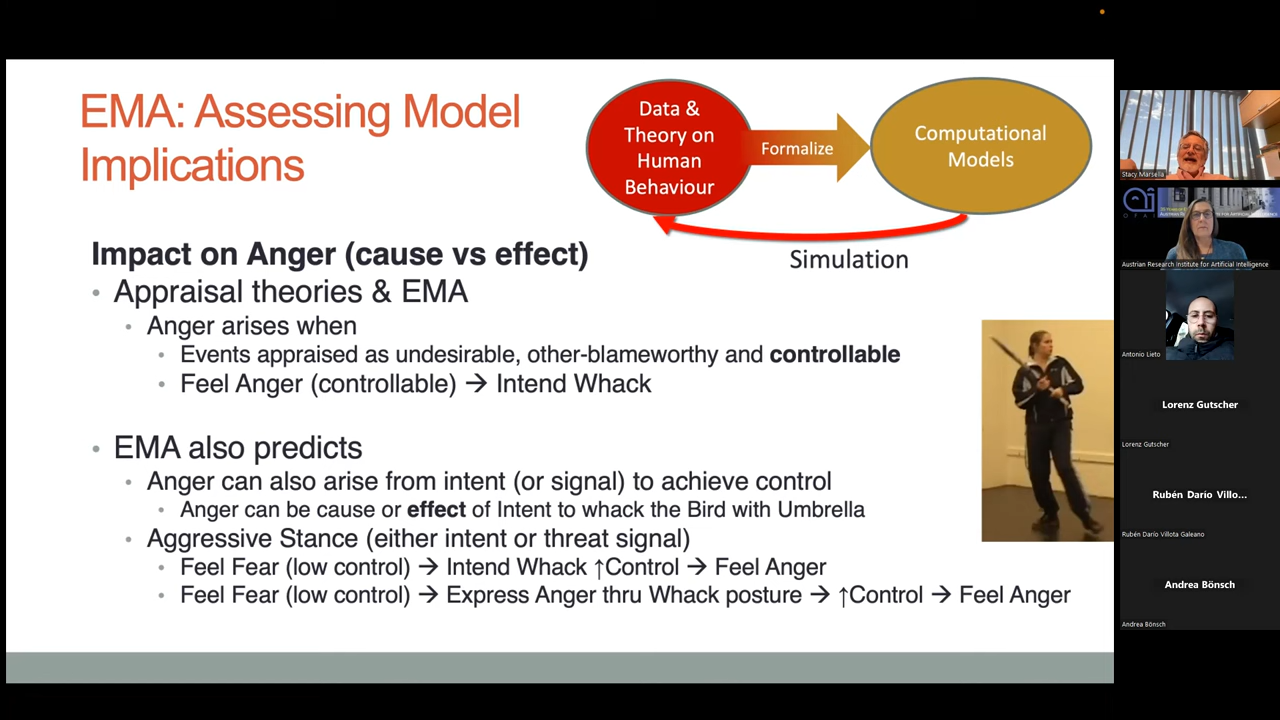 EMA: Assessing Model
Implications
Data &
Theory on
Human
Behaviour
Formalize
Computational
Models
Simulation
Impact on Anger (cause vs effect)
• Appraisal theories & EMA
• Anger arises when
• Events appraised as undesirable, other-blameworthy and controllable
• Feel Anger (controllable) → Intend Whack
• EMA also predicts
• Anger can also arise from intent (or signal) to achieve control
• Anger can be cause or effect of Intent to whack the Bird with Umbrella
• Aggressive Stance (either intent or threat signal)
• Feel Fear (low control) → Intend Whack ↑Control → Feel Anger
• Feel Fear (low control) → Express Anger thru Whack posture → ↑Control → Feel Anger
Stacy Marsella
Austrian Research Institute for Artificial Intelligence
Antonio Lieto
Lorenz Gutscher
Lorenz Gutscher
Rubén Darío Villo...
Rubén Darío Villota Galeano
Andrea Bönsch
Andrea Bönsch